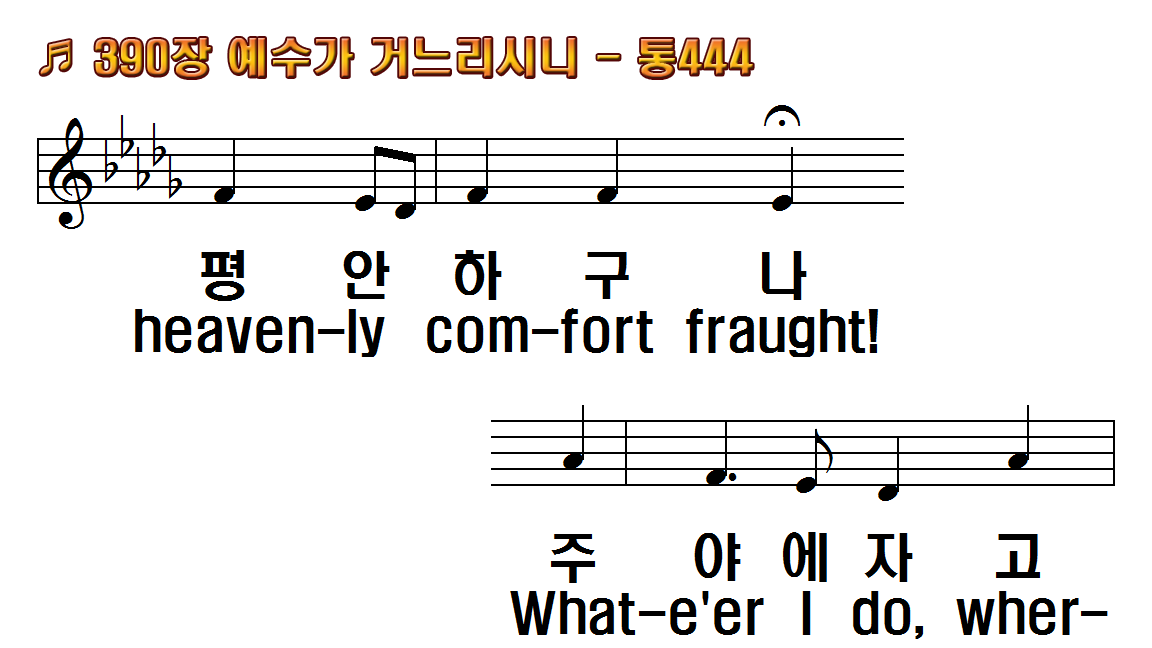 ♬ 390장 예수가 거느리시니 - 통444
평 안 하 구 나
heaven-ly com-fort fraught!
주 야 에 자 고
What-e'er I do, wher-